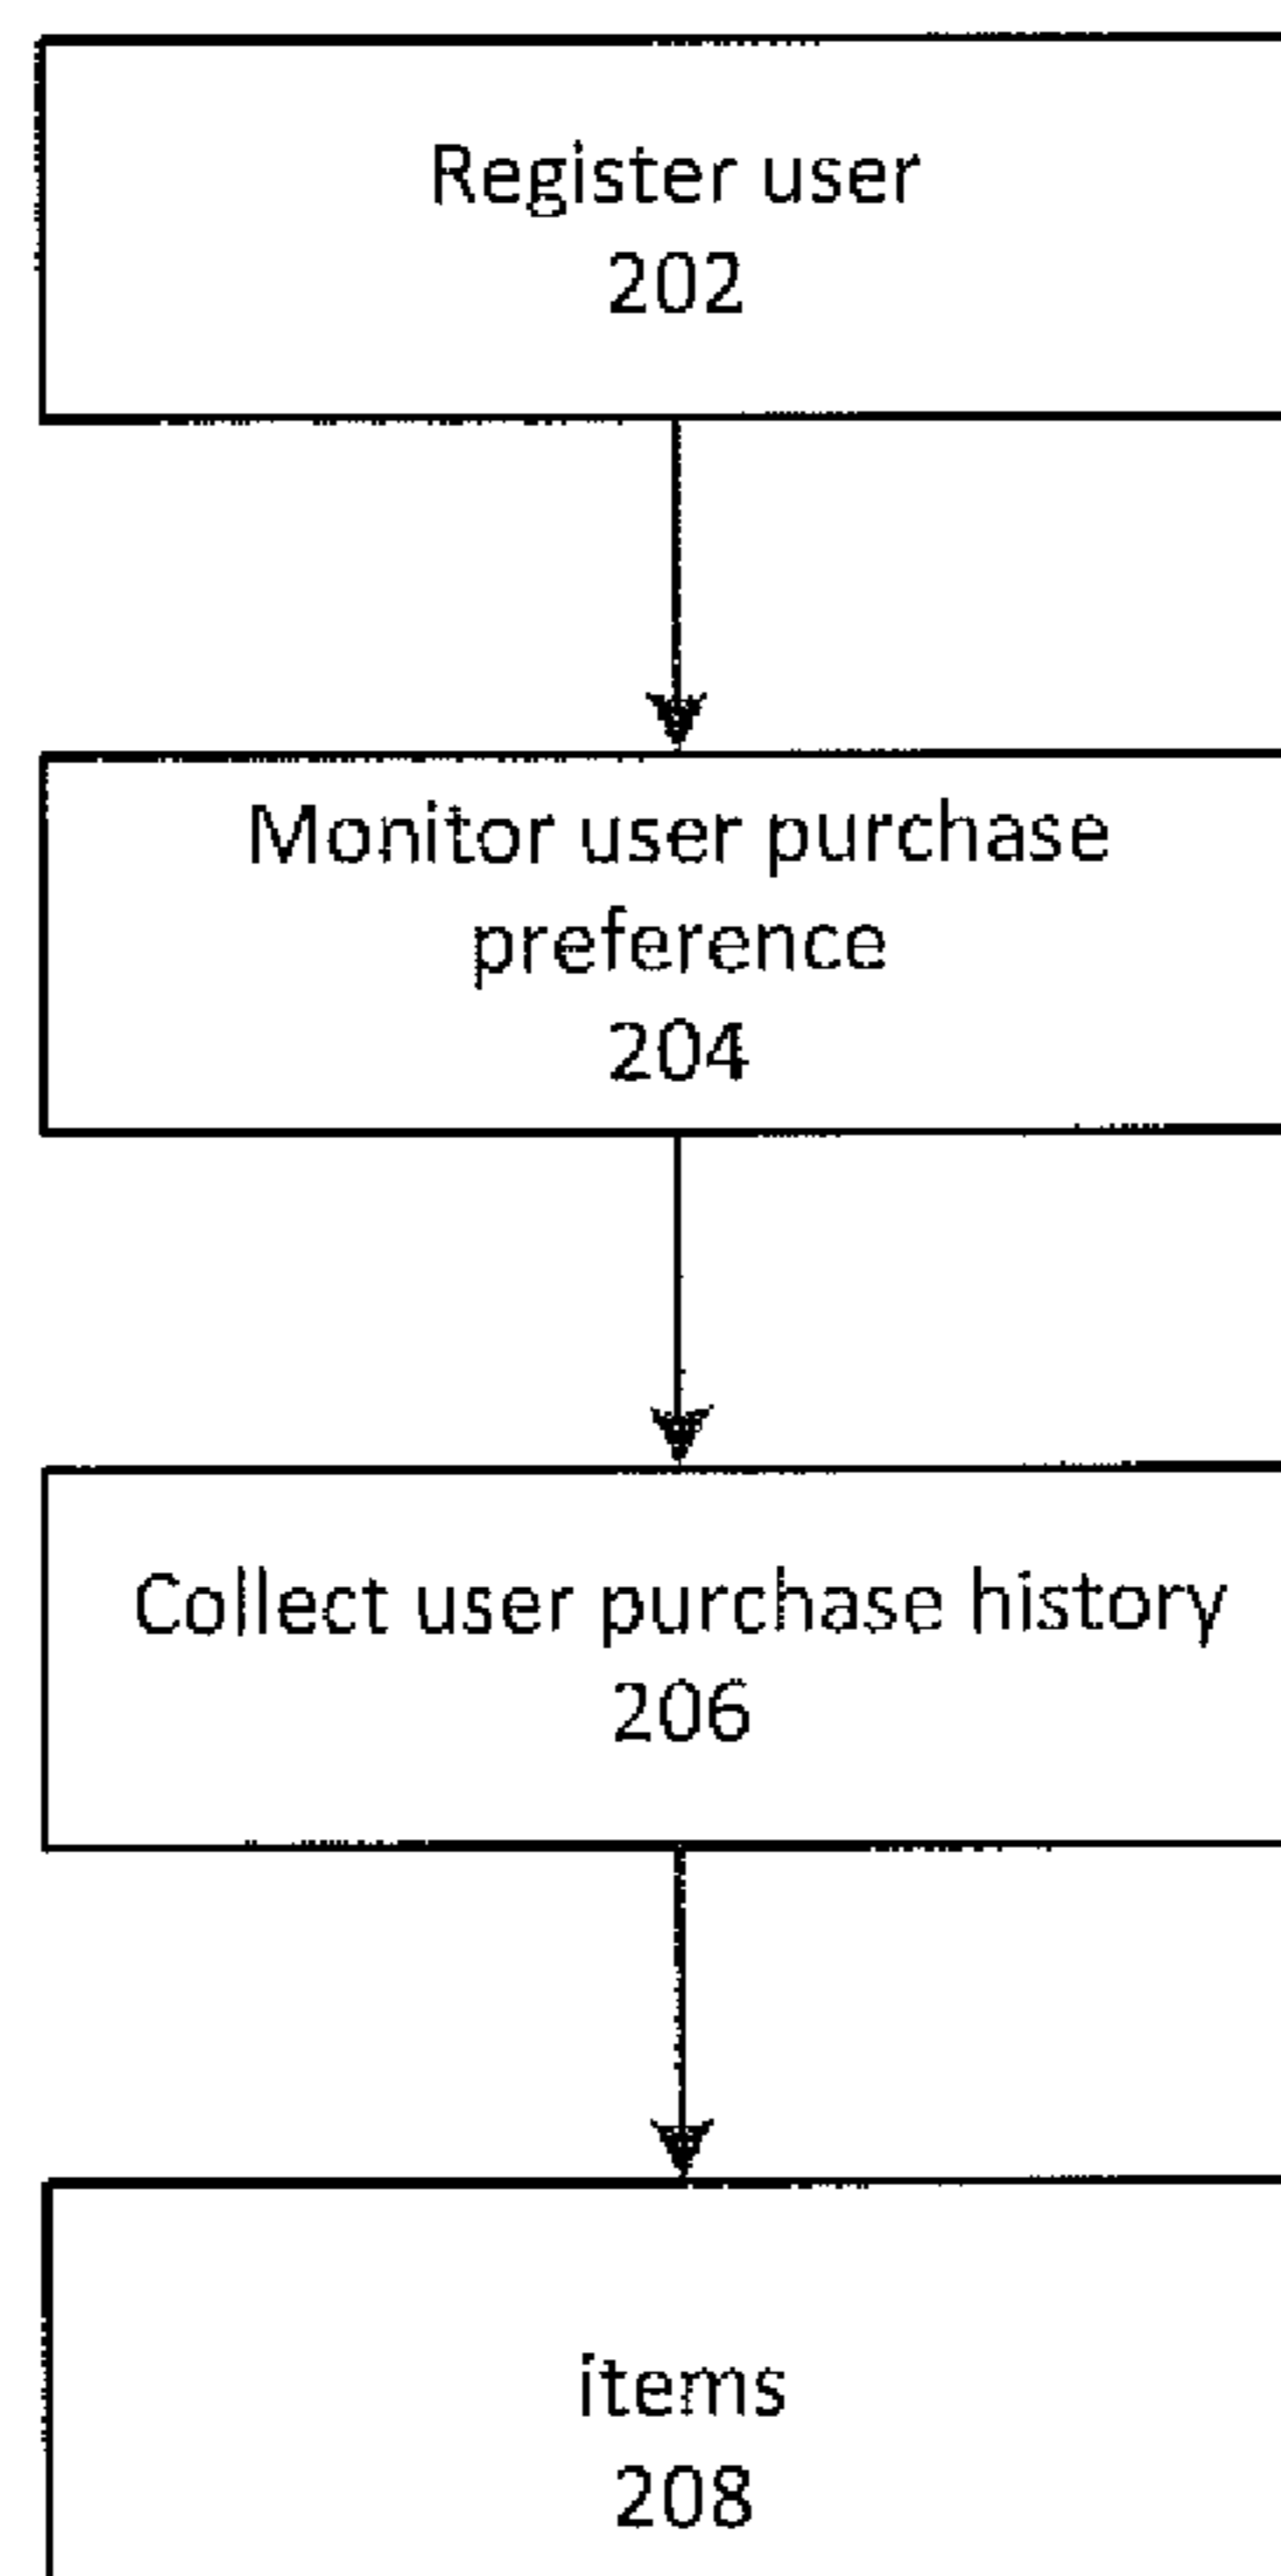 Register user
202
Monitor user purchase
preference
204
Collect user purchase history
206
items
208